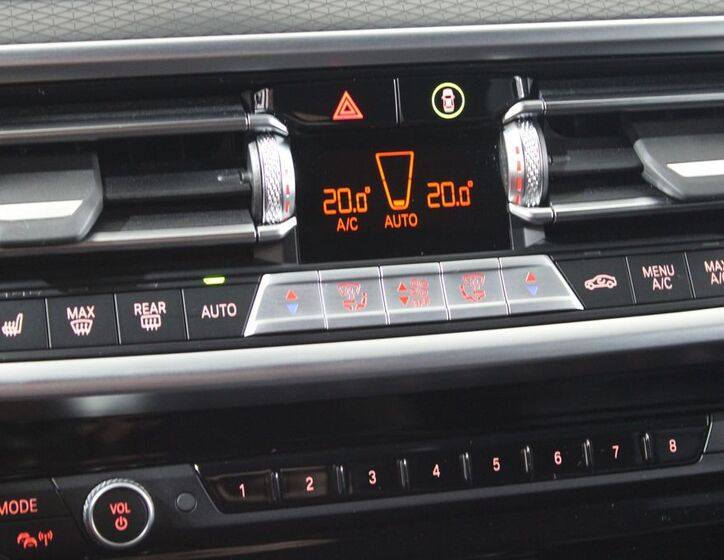 20.0° 20.0°
A/C AUTO
MAX
REAR
AUTO
MENU
A/C
MAX
A/C
1 2 3 4 5 6 7 8
MODE
VOL